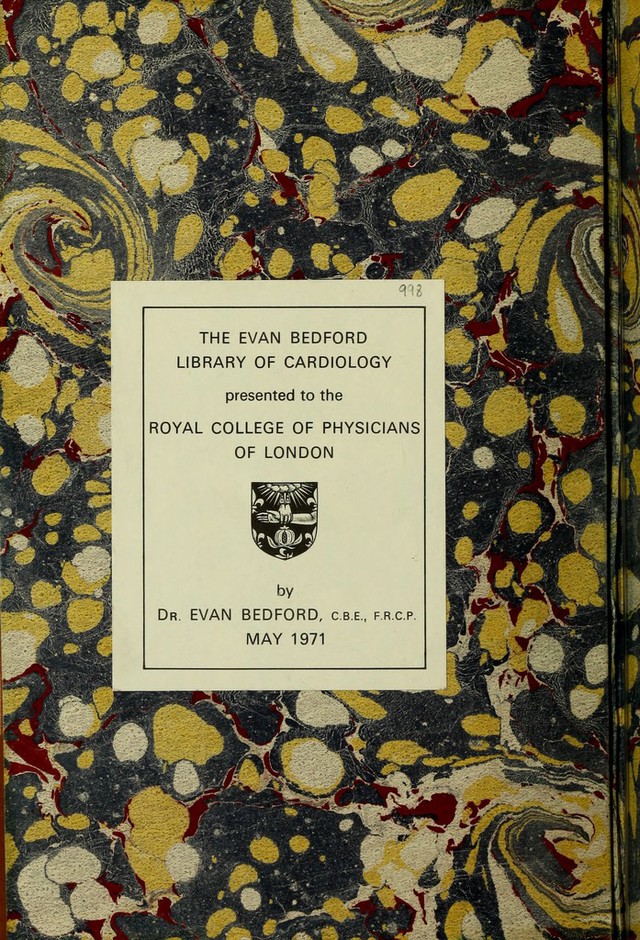 998
THE EVAN BEDFORD
LIBRARY OF CARDIOLOGY
presented to the
ROYAL COLLEGE OF PHYSICIANS
OF LONDON
by
DR. EVAN BEDFORD, C.B.E., F.R.C.P.
MAY 1971